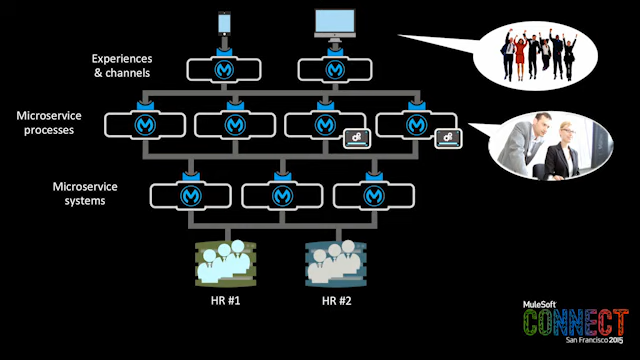 Experiences
& channels
Microservice
processes
Microservice
systems
HR #1
HR #2
MuleSoft
CONNECT
San Francisco 2015